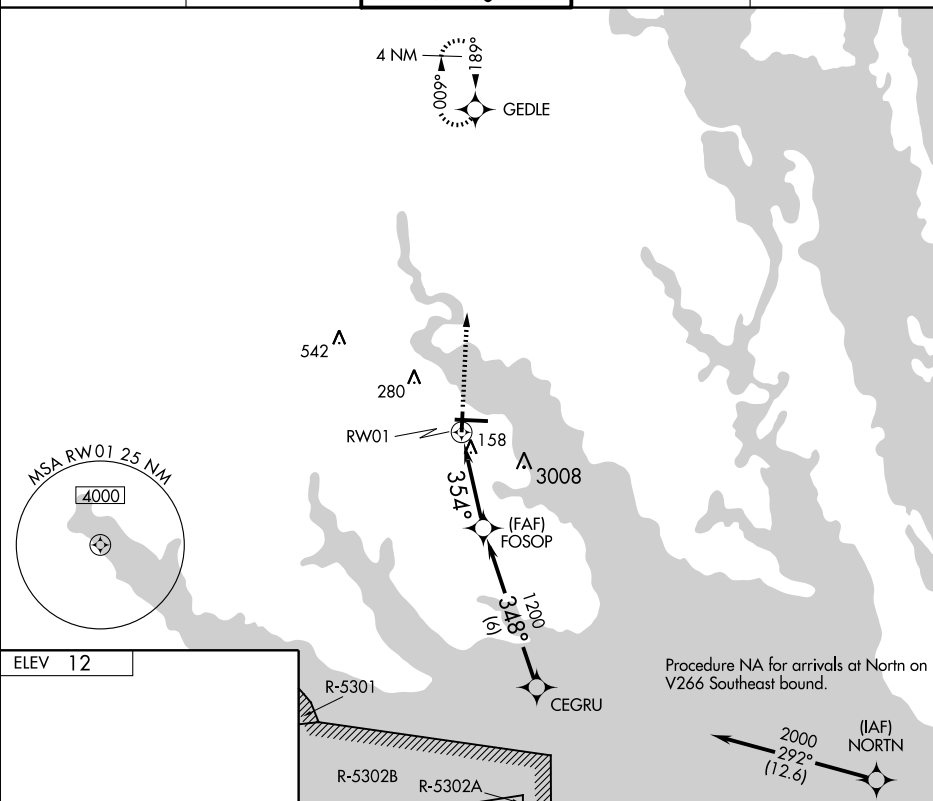 4 NM
189°
009°
GEDLE
542
280
RW01
158
3008
MSA RW01 25 NM
4000
354°
(FAF)
FOSOP
1200
348°
(6)
ELEV 12
CEGRU
Procedure NA for arrivals at Nortn on
V266 Southeast bound.
R-5301
(IAF)
NORTN
2000
292°
(12.6)
R-5302B
R-5302A